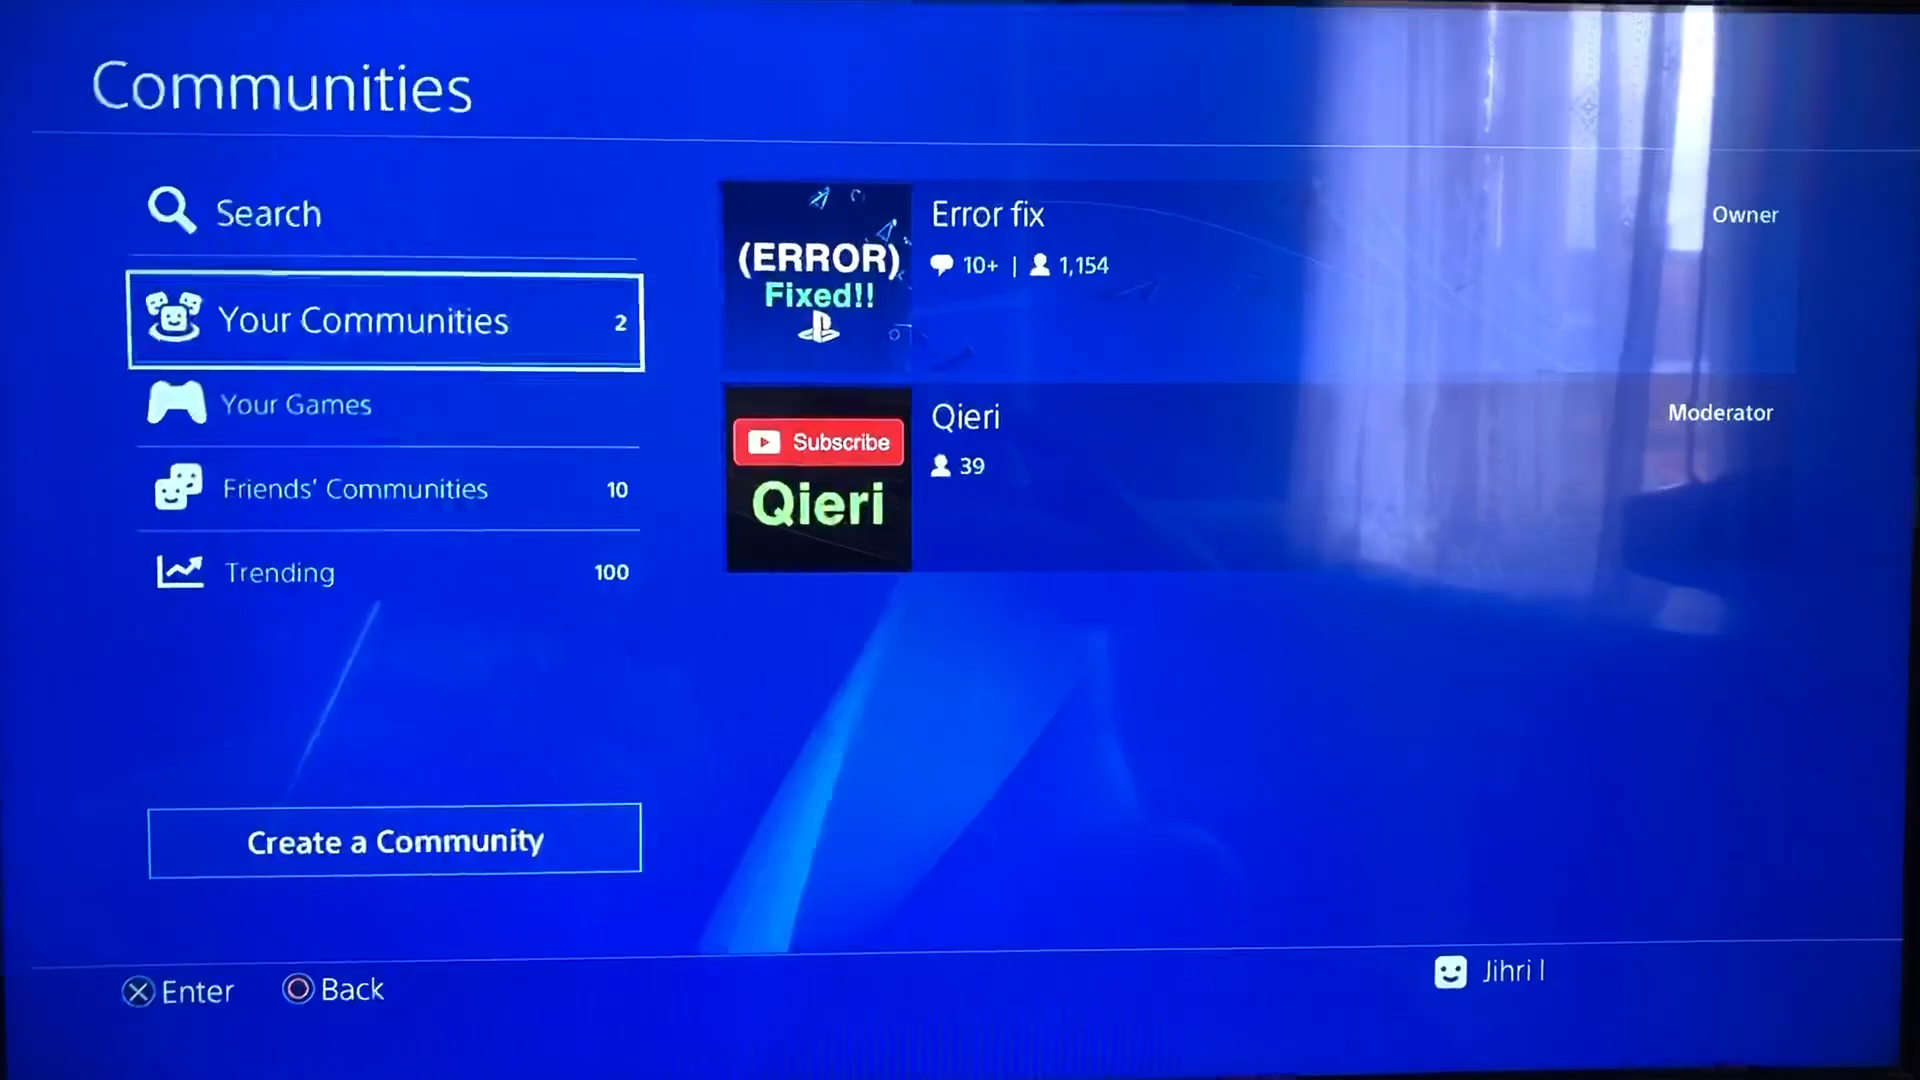 Communities
Search
Your Communities 2
Your Games
Friends' Communities 10
Trending 100
Create a Community
(ERROR)
Fixed!!
Error fix
10+ | 1,154
Owner
Subscribe
Qieri
Qieri
39
Moderator
Enter
Back
Jihri I